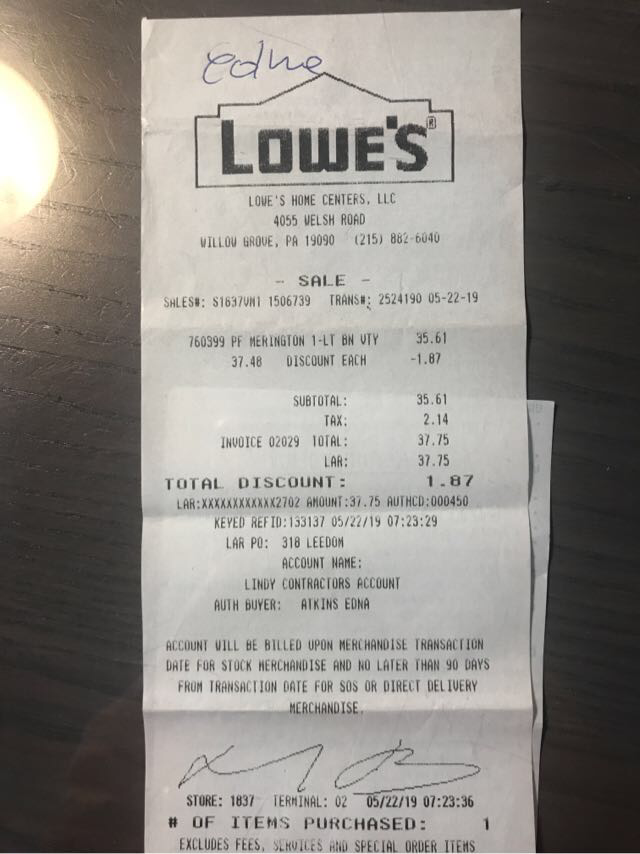 Edna
LOWE'S®
LOWE'S HOME CENTERS, LLC
4055 WELSH ROAD
WILLOW GROVE, PA 19090 (215) 882-6040
- SALE -
SALES#: S1837VM1 1506739 TRANS#: 2524190 05-22-19
760399 PF MERINGTON 1-LT BN VTY 35.61
37.48 DISCOUNT EACH -1.87
SUBTOTAL: 35.61
TAX: 2.14
INVOICE 02029 TOTAL: 37.75
LAR: 37.75
TOTAL DISCOUNT: 1.87
LAR:XXXXXXXXXXXX2702 AMOUNT:37.75 AUTHCD:000450
KEYED REFID:133137 05/22/19 07:23:29
LAR PO: 318 LEEDOM
ACCOUNT NAME:
LINDY CONTRACTORS ACCOUNT
AUTH BUYER: ATKINS EDNA
ACCOUNT WILL BE BILLED UPON MERCHANDISE TRANSACTION
DATE FOR STOCK MERCHANDISE AND NO LATER THAN 90 DAYS
FROM TRANSACTION DATE FOR SOS OR DIRECT DELIVERY
MERCHANDISE.
STORE: 1837 TERMINAL: 02 05/22/19 07:23:36
# OF ITEMS PURCHASED: 1
EXCLUDES FEES, SERVICES AND SPECIAL ORDER ITEMS